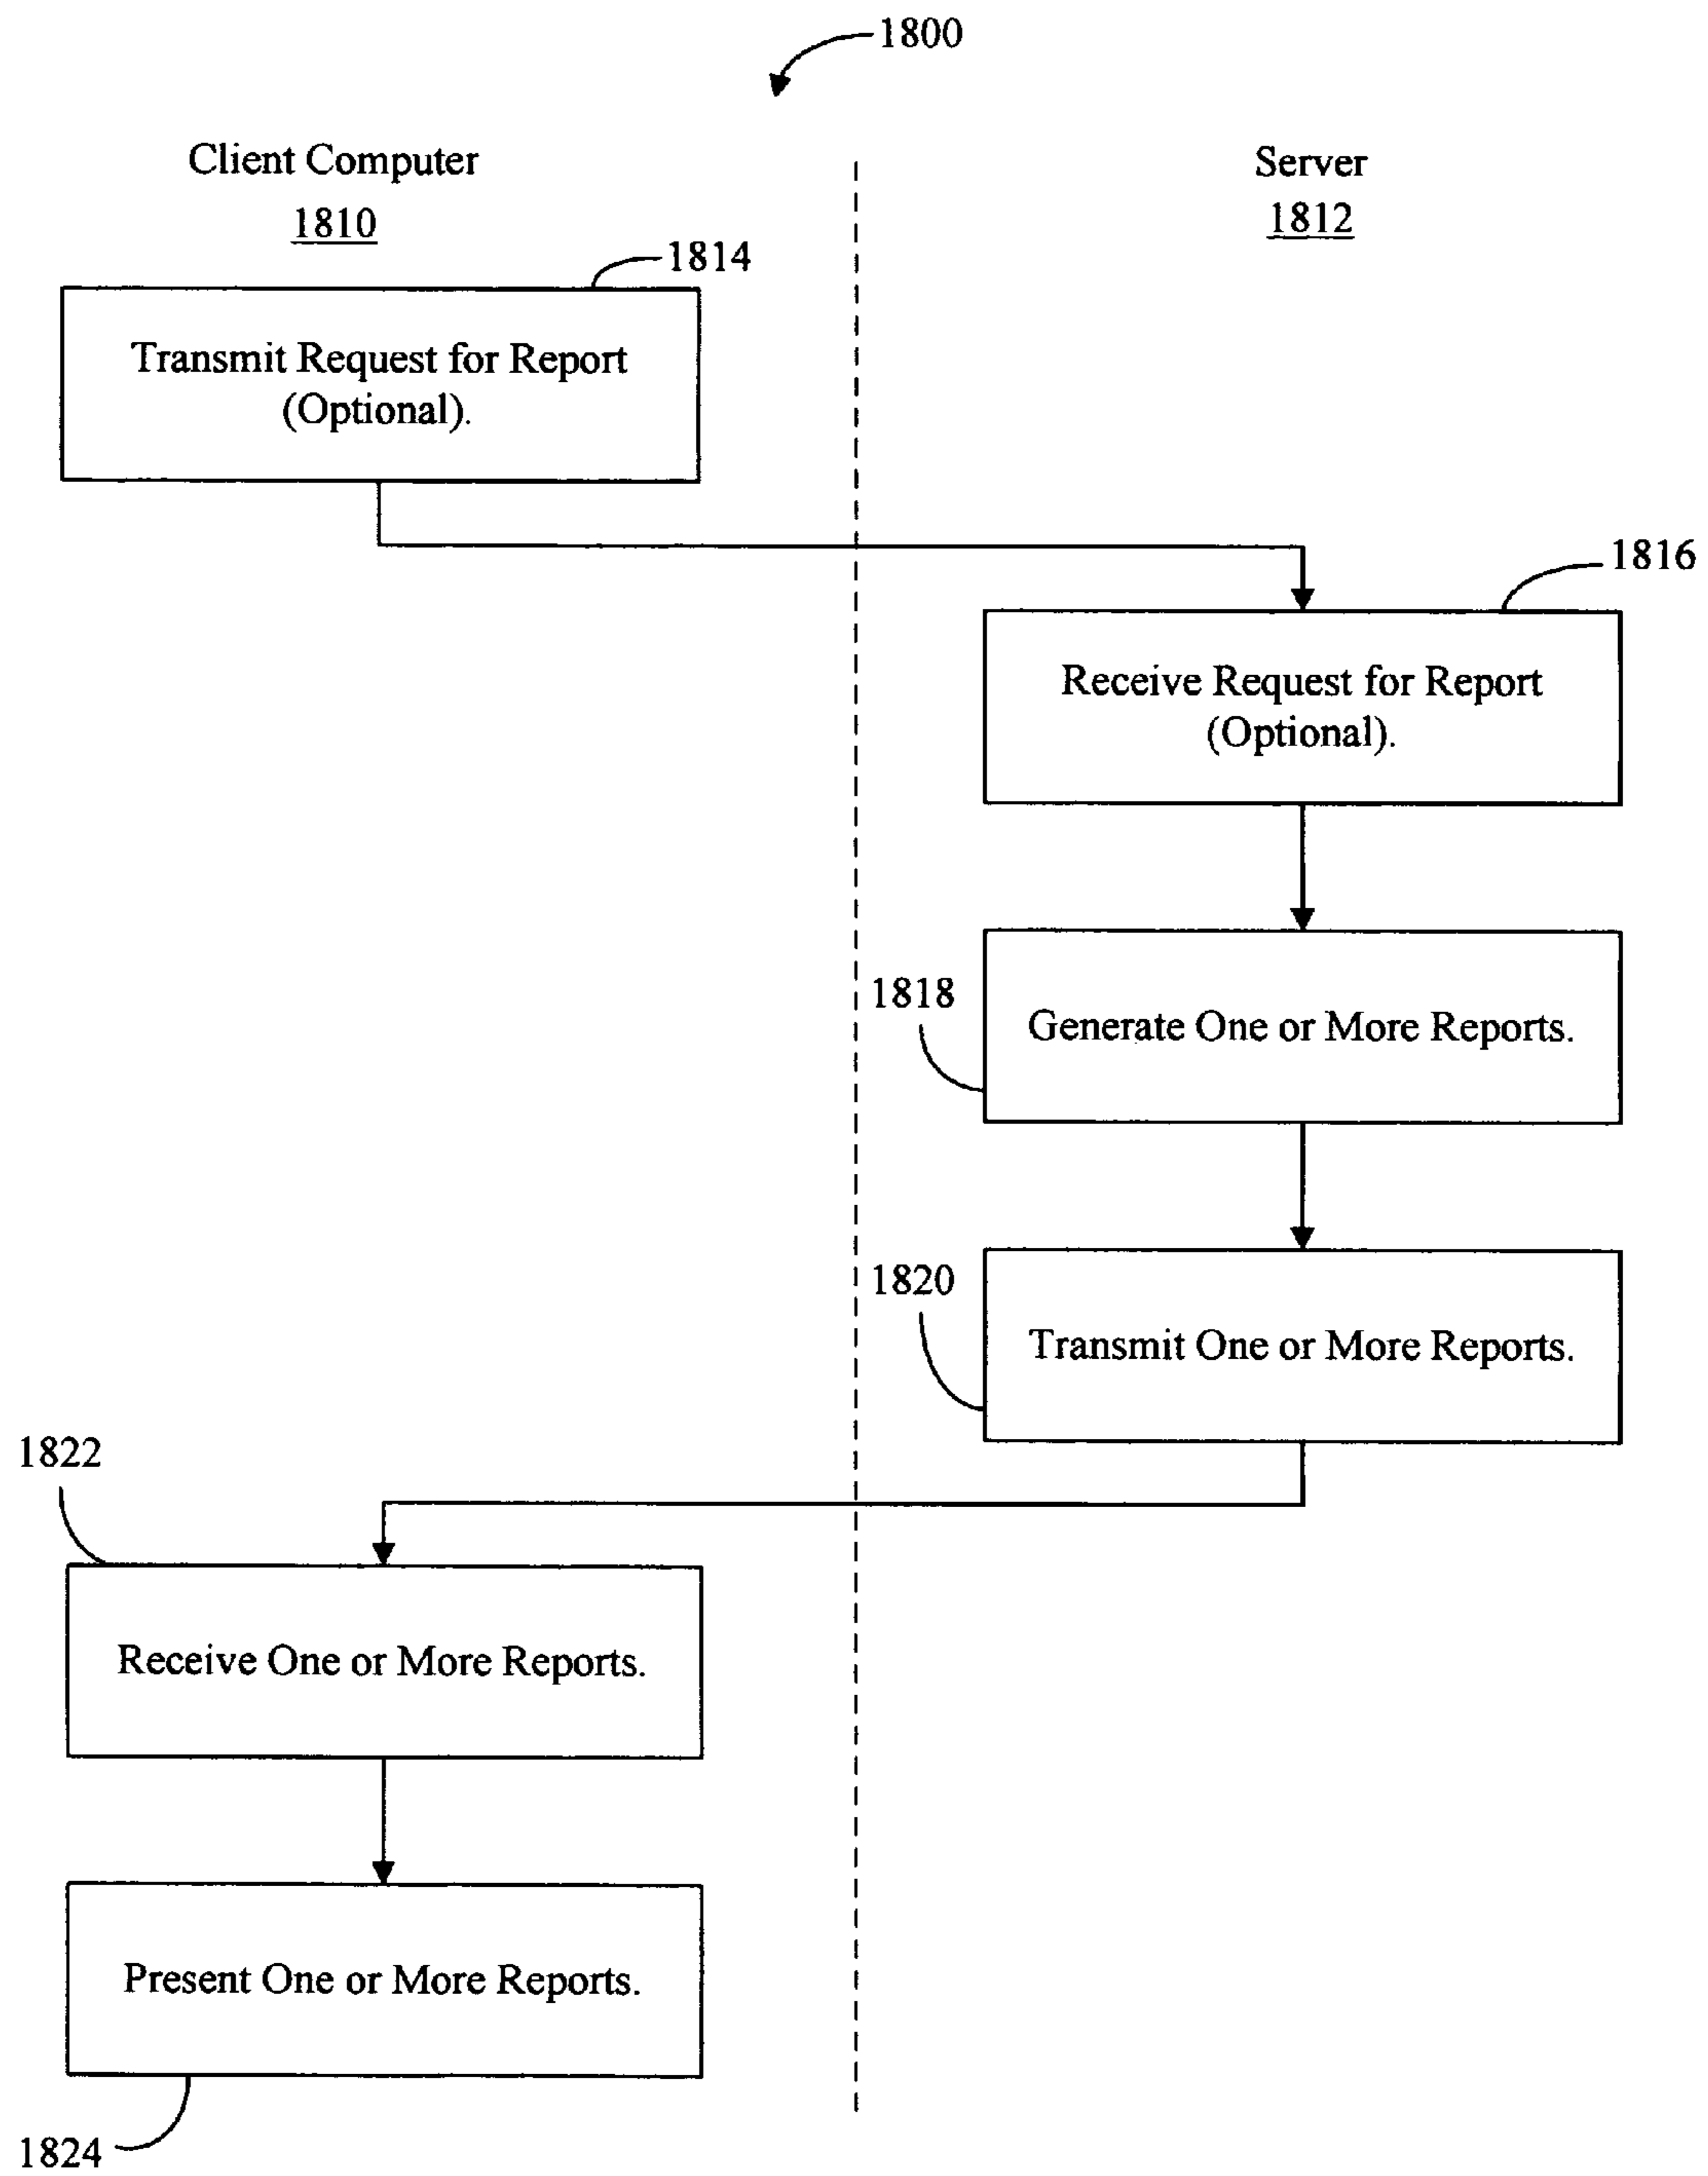 1800
Client Computer
1810
Server
1812
1814
Transmit Request for Report
(Optional).
1816
Receive Request for Report
(Optional).
1818
Generate One or More Reports.
1820
Transmit One or More Reports.
1822
Receive One or More Reports.
Present One or More Reports.
1824